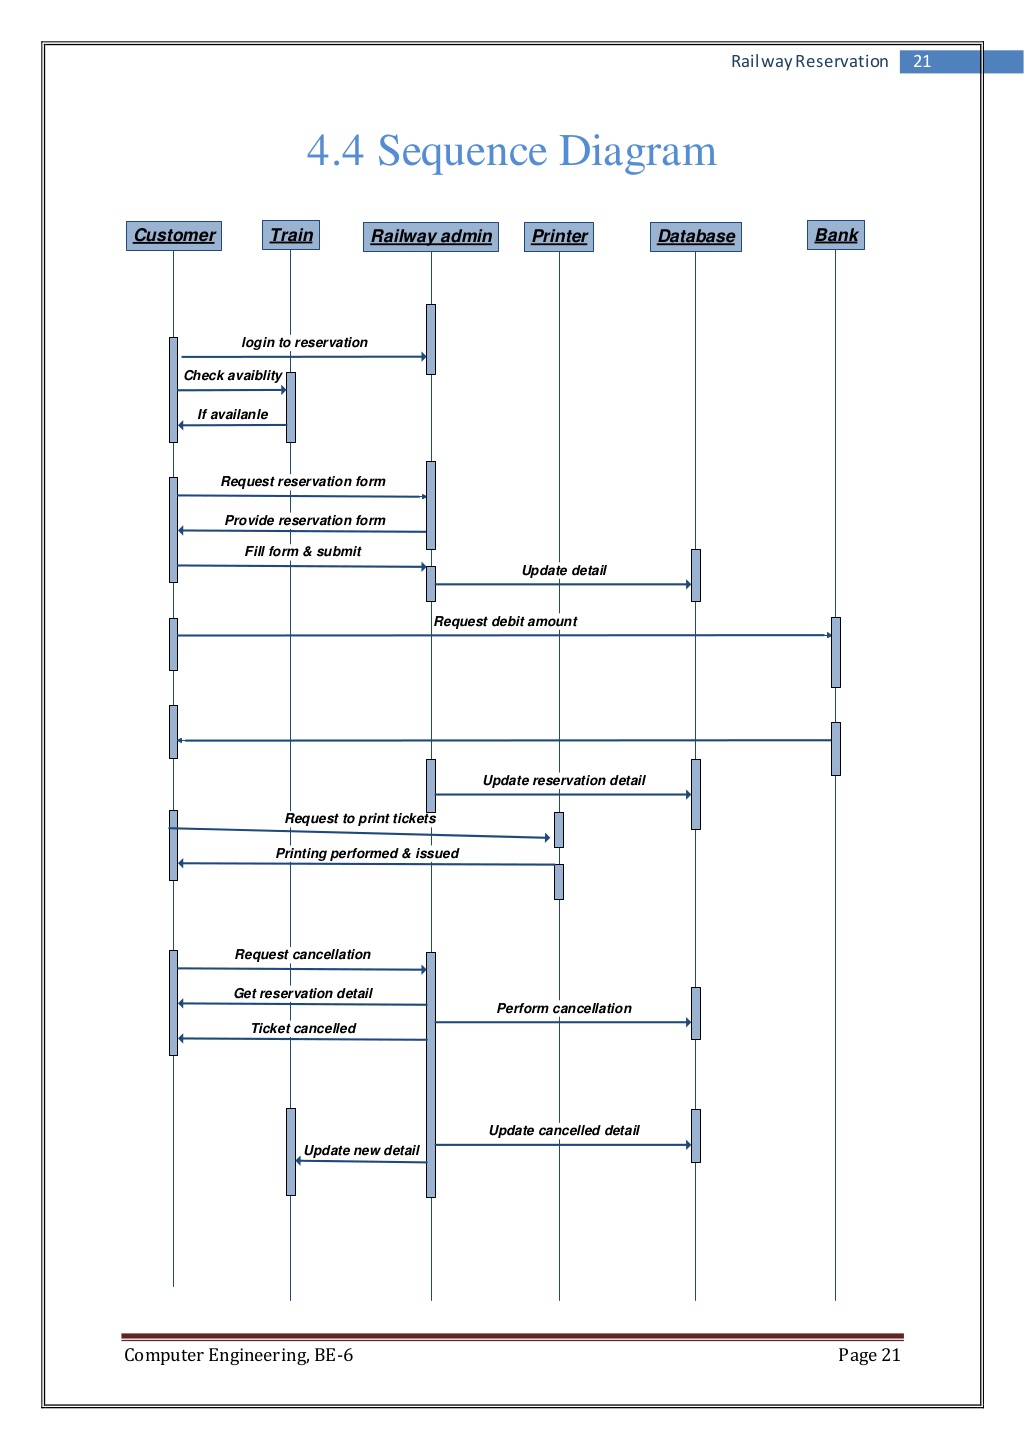 Railway Reservation 21
4.4 Sequence Diagram
Customer Train Railway admin Printer Database Bank
login to reservation
Check avaiblity
If availanle
Request reservation form
Provide reservation form
Fill form & submit
Update detail
Request debit amount
Update reservation detail
Request to print tickets
Printing performed & issued
Request cancellation
Get reservation detail
Perform cancellation
Ticket cancelled
Update cancelled detail
Update new detail
Computer Engineering, BE-6 Page 21